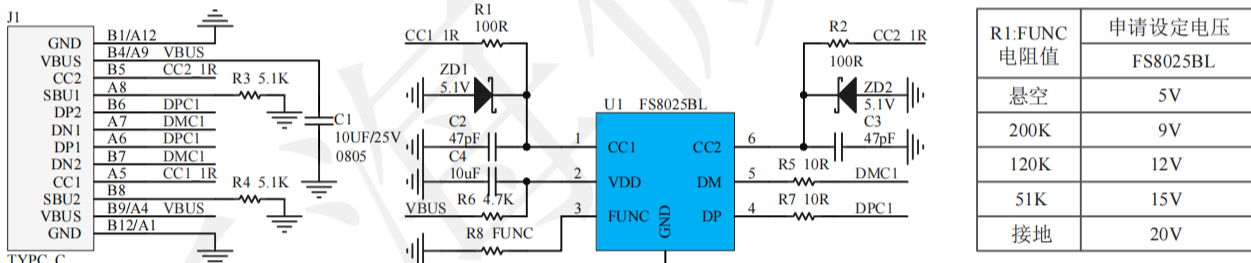 J1
GND B1/A12
VBUS B4/A9 VBUS
CC2 B5 CC2_1R
SBU1 A8 R3 5.1K
DP2 B6 DPC1
DN1 A7 DMC1
DP1 A6 DPC1
DN2 B7 DMC1
CC1 A5 CC1_1R
SBU2 B8 R4 5.1K
VBUS B9/A4 VBUS
GND B12/A1
TYPC_C
C1
10UF/25V
0805
R1
100R
CC1_1R
ZD1
5.1V
C2
47pF
C4
10uF
R6 4.7K
VBUS
R8 FUNC
U1 FS8025BL
1 CC1 CC2 6
2 VDD DM 5
3 FUNC DP 4
GND
R2
100R
CC2_1R
ZD2
5.1V
C3
47pF
R5 10R
DMC1
R7 10R
DPC1
R1:FUNC
电阻值
申请设定电压
FS8025BL
悬空 5V
200K 9V
120K 12V
51K 15V
接地 20V